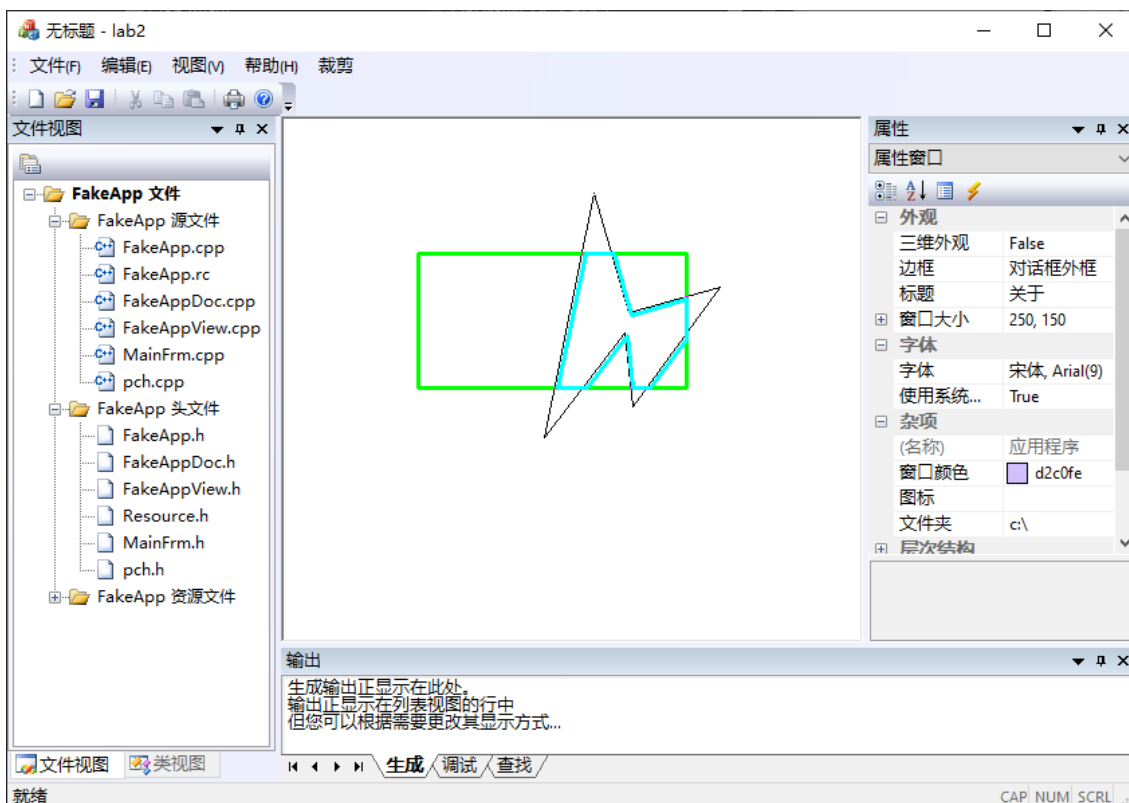 无标题 - lab2
文件(F) 编辑(E) 视图(V) 帮助(H) 裁剪
文件视图
FakeApp 文件
FakeApp 源文件
FakeApp.cpp
FakeApp.rc
FakeAppDoc.cpp
FakeAppView.cpp
MainFrm.cpp
pch.cpp
FakeApp 头文件
FakeApp.h
FakeAppDoc.h
FakeAppView.h
Resource.h
MainFrm.h
pch.h
FakeApp 资源文件
文件视图 类视图
属性
属性窗口
外观
三维外观 False
边框 对话框外框
标题 关于
窗口大小 250, 150
字体
字体 宋体, Arial(9)
使用系统... True
杂项
(名称) 应用程序
窗口颜色 d2c0fe
图标
文件夹 c:\
层次结构
输出
生成输出正显示在此处。
输出正显示在列表视图的行中
但您可以根据需要更改其显示方式...
生成 调试 查找
就绪
CAP NUM SCRL